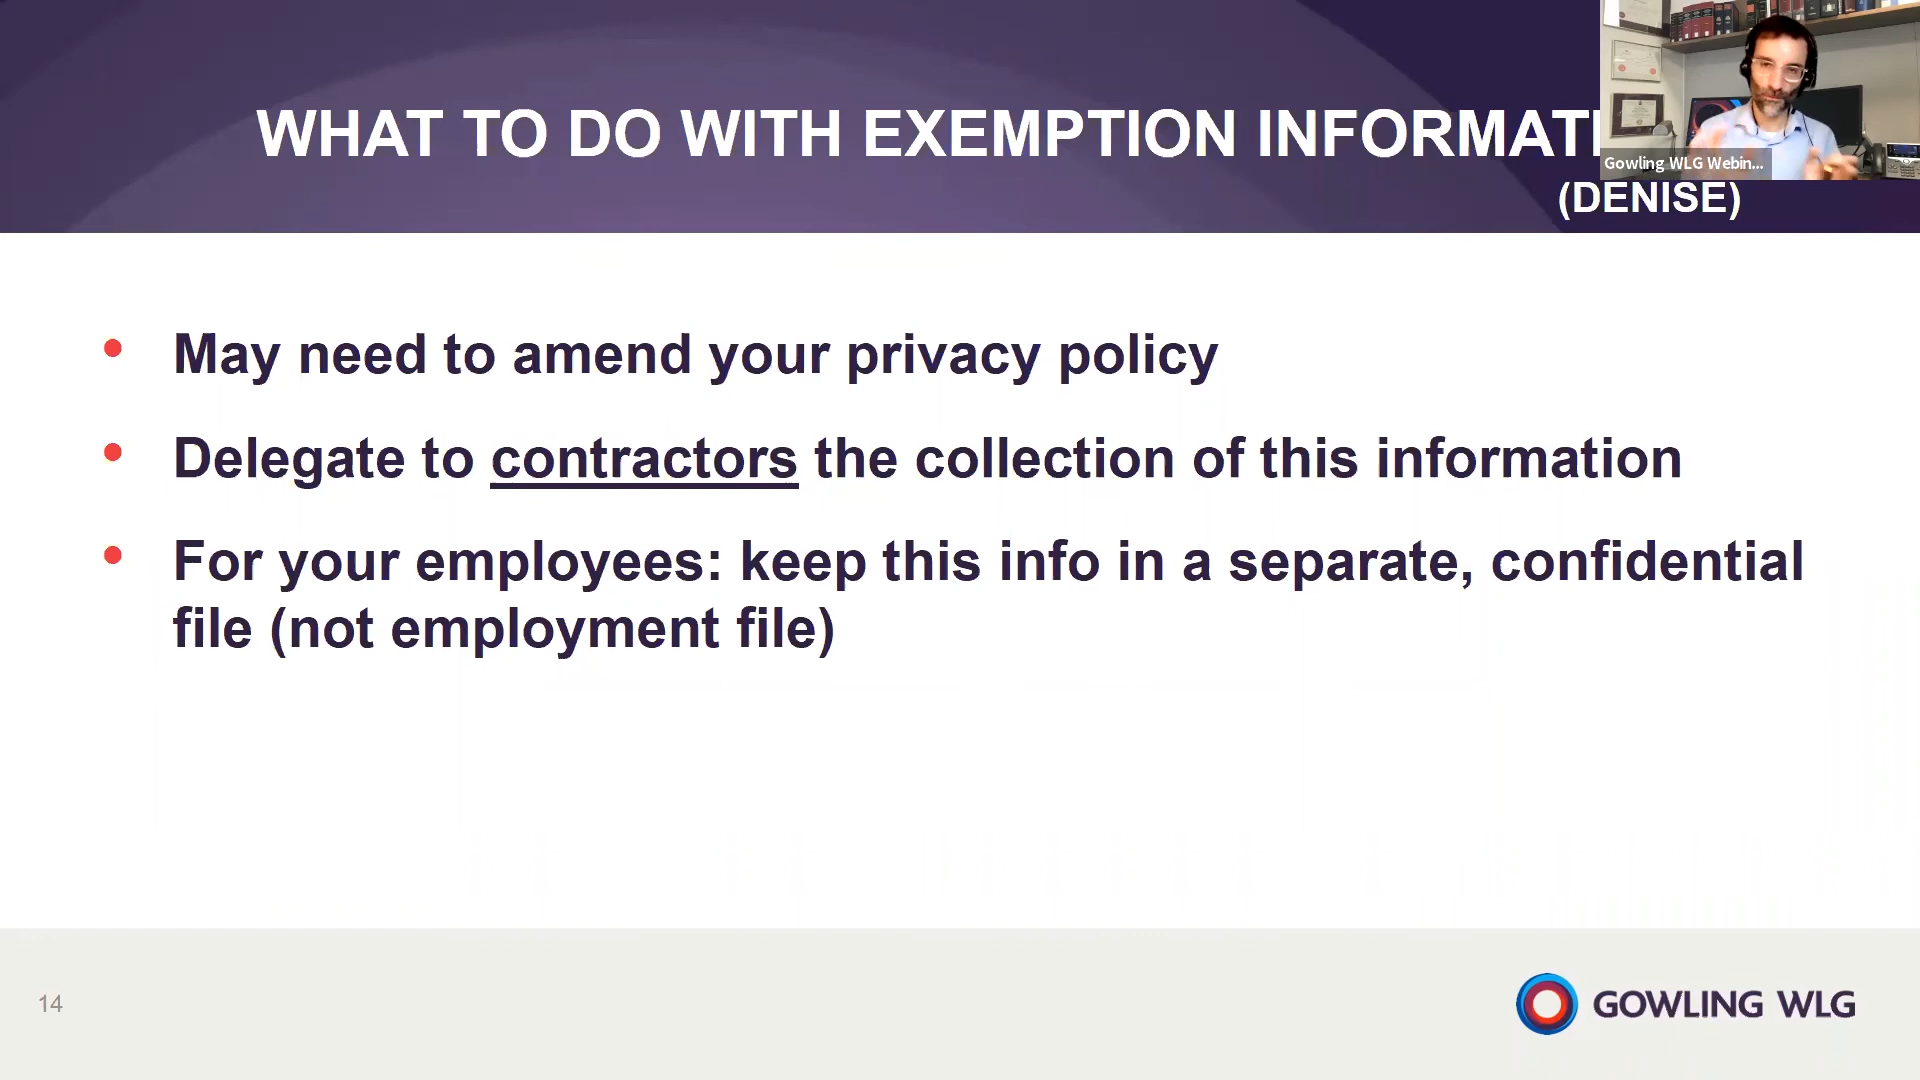 WHAT TO DO WITH EXEMPTION INFORMATI
Gowling WLG Webin...
(DENISE)
• May need to amend your privacy policy
• Delegate to contractors the collection of this information
• For your employees: keep this info in a separate, confidential
file (not employment file)
14
GOWLING WLG